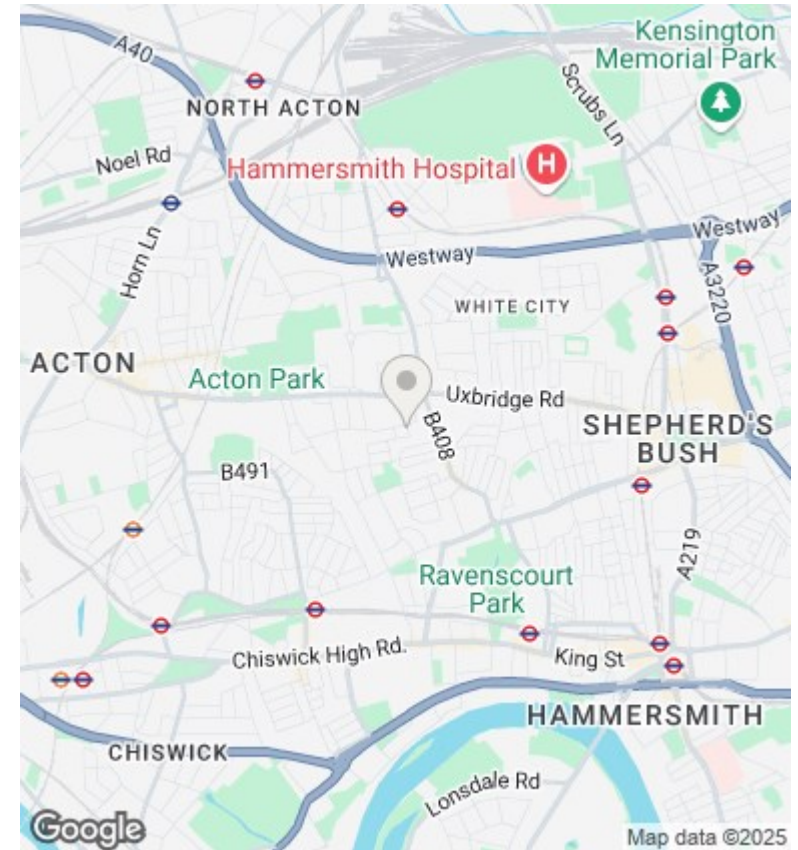 A40
Kensington
Memorial Park
NORTH ACTON
Scrubs Ln
Noel Rd
Hammersmith Hospital
H
Horn Ln
Westway
Westway
A3220
WHITE CITY
ACTON
Acton Park
Uxbridge Rd
B408
SHEPHERD'S
BUSH
B491
A219
Ravenscourt
Park
Chiswick High Rd.
King St
HAMMERSMITH
CHISWICK
Lonsdale Rd
Google
Map data ©2025